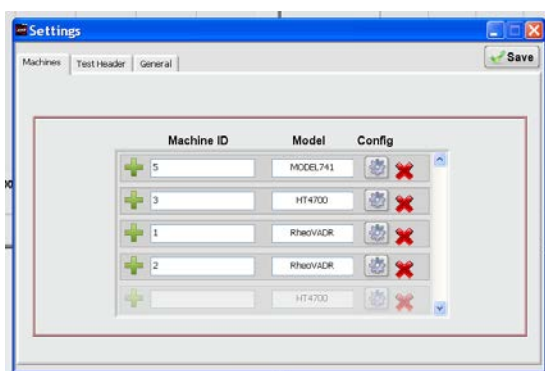 Settings
Machines Test Header General Save
Machine ID Model Config
5 MODEL741
3 HT4700
1 RheoVADR
2 RheoVADR
HT4700